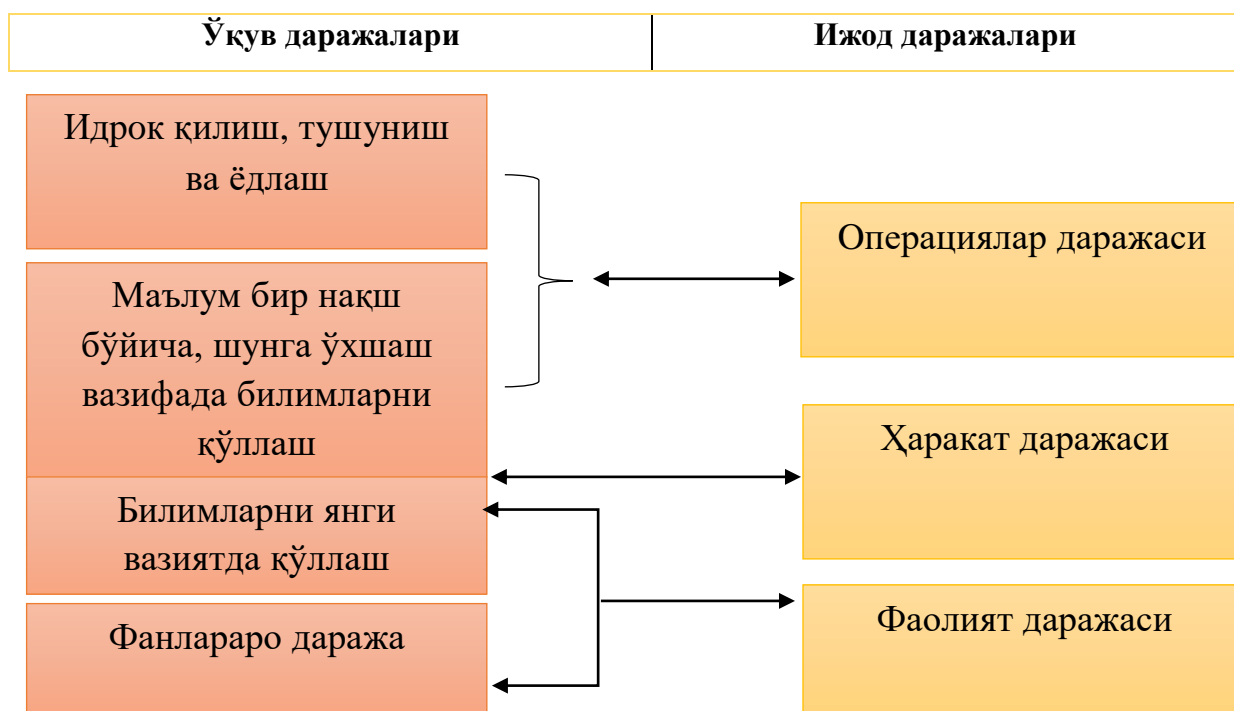 Ўқув даражалари
Ижод даражалари
Идрок қилиш, тушуниш
ва ёдлаш
Маълум бир нақш
бўйича, шунга ўхшаш
вазифада билимларни
қўллаш
Билимларни янги
вазиятда қўллаш
Фанлараро даража
Операциялар даражаси
Ҳаракат даражаси
Фаолият даражаси